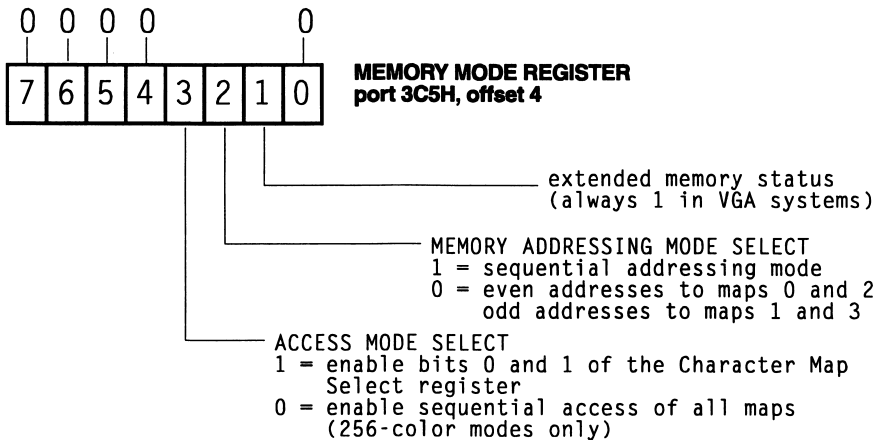 0 0 0 0 0
7 6 5 4 3 2 1 0
MEMORY MODE REGISTER
port 3C5H, offset 4
extended memory status
(always 1 in VGA systems)
MEMORY ADDRESSING MODE SELECT
1 = sequential addressing mode
0 = even addresses to maps 0 and 2
odd addresses to maps 1 and 3
ACCESS MODE SELECT
1 = enable bits 0 and 1 of the Character Map
Select register
0 = enable sequential access of all maps
(256-color modes only)